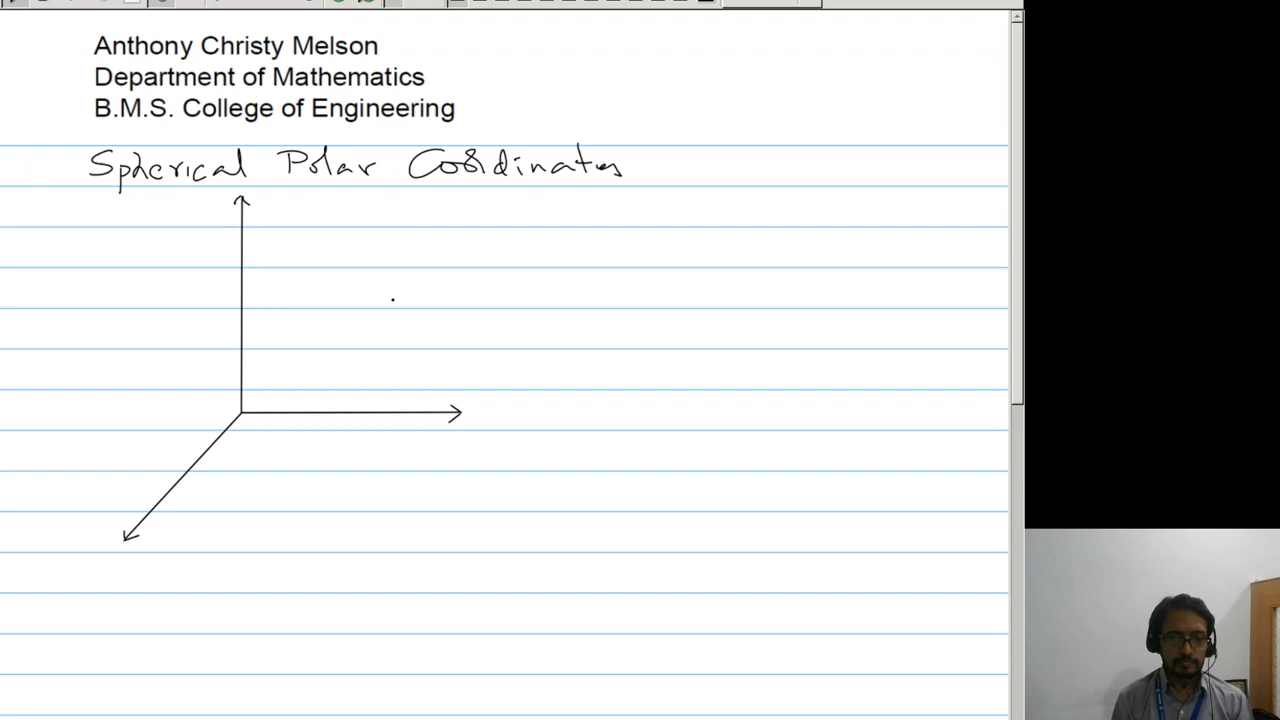 Anthony Christy Melson
Department of Mathematics
B.M.S. College of Engineering
Spherical Polar Coordinates